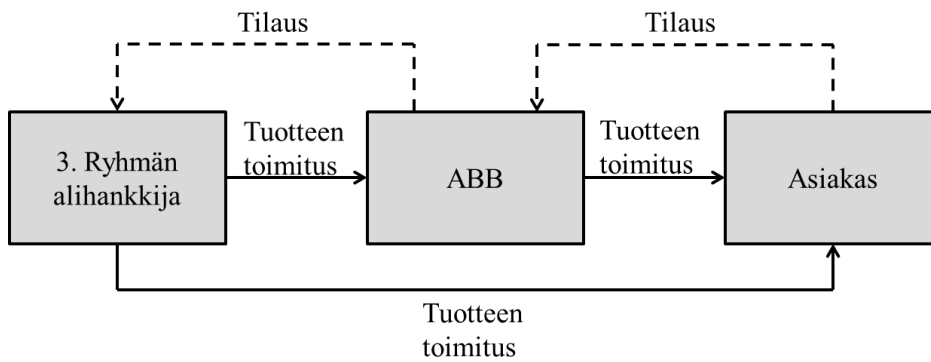 Tilaus
Tilaus
3. Ryhmän
alihankkija
Tuotteen
toimitus
ABB
Tuotteen
toimitus
Asiakas
Tuotteen
toimitus